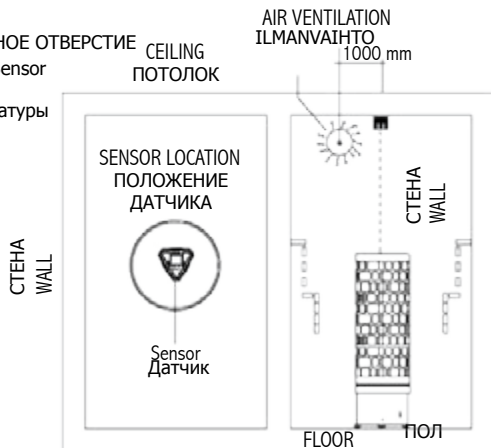 AIR VENTILATION
ILMANVAIHTO
1000 mm
НОЕ ОТВЕРСТИЕ
ensor
атуры
CEILING
ПОТОЛОК
SENSOR LOCATION
ПОЛОЖЕНИЕ
ДАТЧИКА
СТЕНА
WALL
Sensor
Датчик
СТЕНА
WALL
FLOOR
ПОЛ